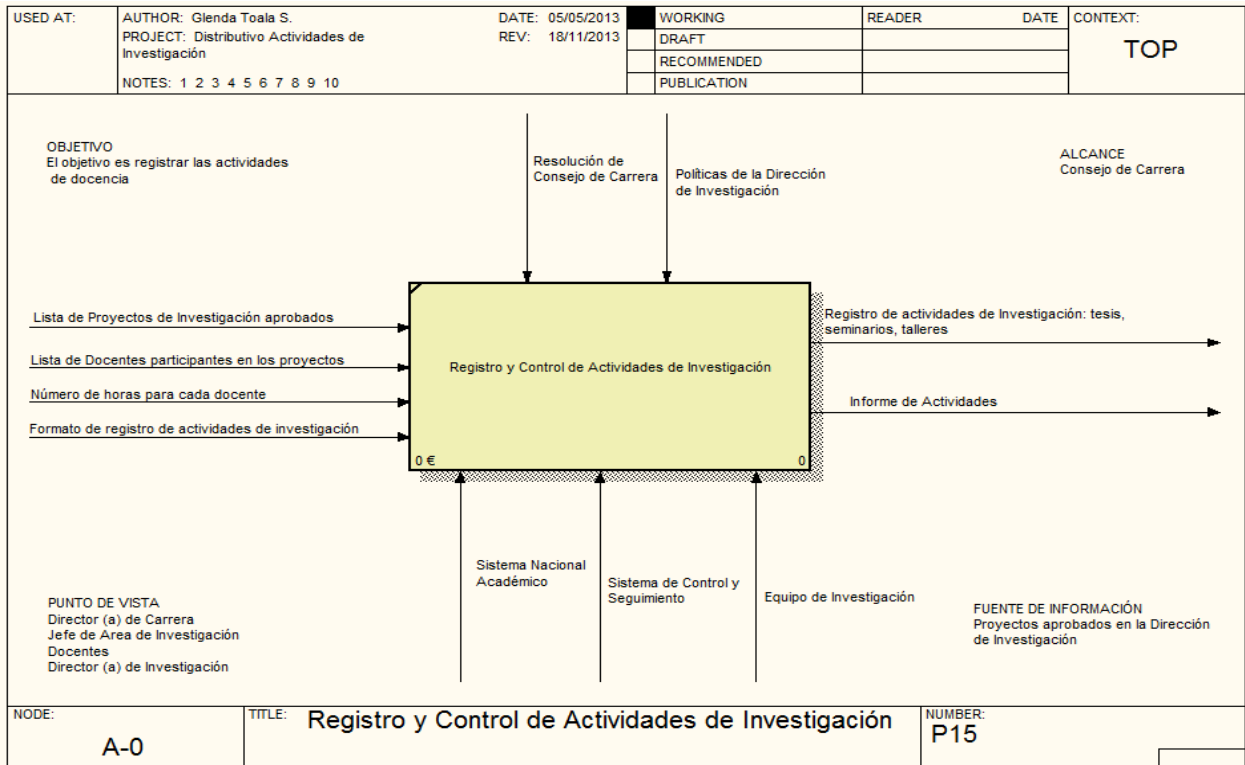 USED AT:
AUTHOR: Glenda Toala S.
DATE: 05/05/2013
PROJECT: Distributivo Actividades de
Investigación
REV: 18/11/2013
NOTES: 1 2 3 4 5 6 7 8 9 10
WORKING
DRAFT
RECOMMENDED
PUBLICATION
READER
DATE
CONTEXT:
TOP
OBJETIVO
El objetivo es registrar las actividades
de docencia
Resolución de
Consejo de Carrera
Políticas de la Dirección
de Investigación
ALCANCE
Consejo de Carrera
Lista de Proyectos de Investigación aprobados
Lista de Docentes participantes en los proyectos
Número de horas para cada docente
Formato de registro de actividades de investigación
Registro y Control de Actividades de Investigación
0 €
0
Registro de actividades de Investigación: tesis,
seminarios, talleres
Informe de Actividades
Sistema Nacional
Académico
Sistema de Control y
Seguimiento
Equipo de Investigación
PUNTO DE VISTA
Director (a) de Carrera
Jefe de Area de Investigación
Docentes
Director (a) de Investigación
FUENTE DE INFORMACIÓN
Proyectos aprobados en la Dirección
de Investigación
NODE:
A-0
TITLE:
Registro y Control de Actividades de Investigación
NUMBER:
P15